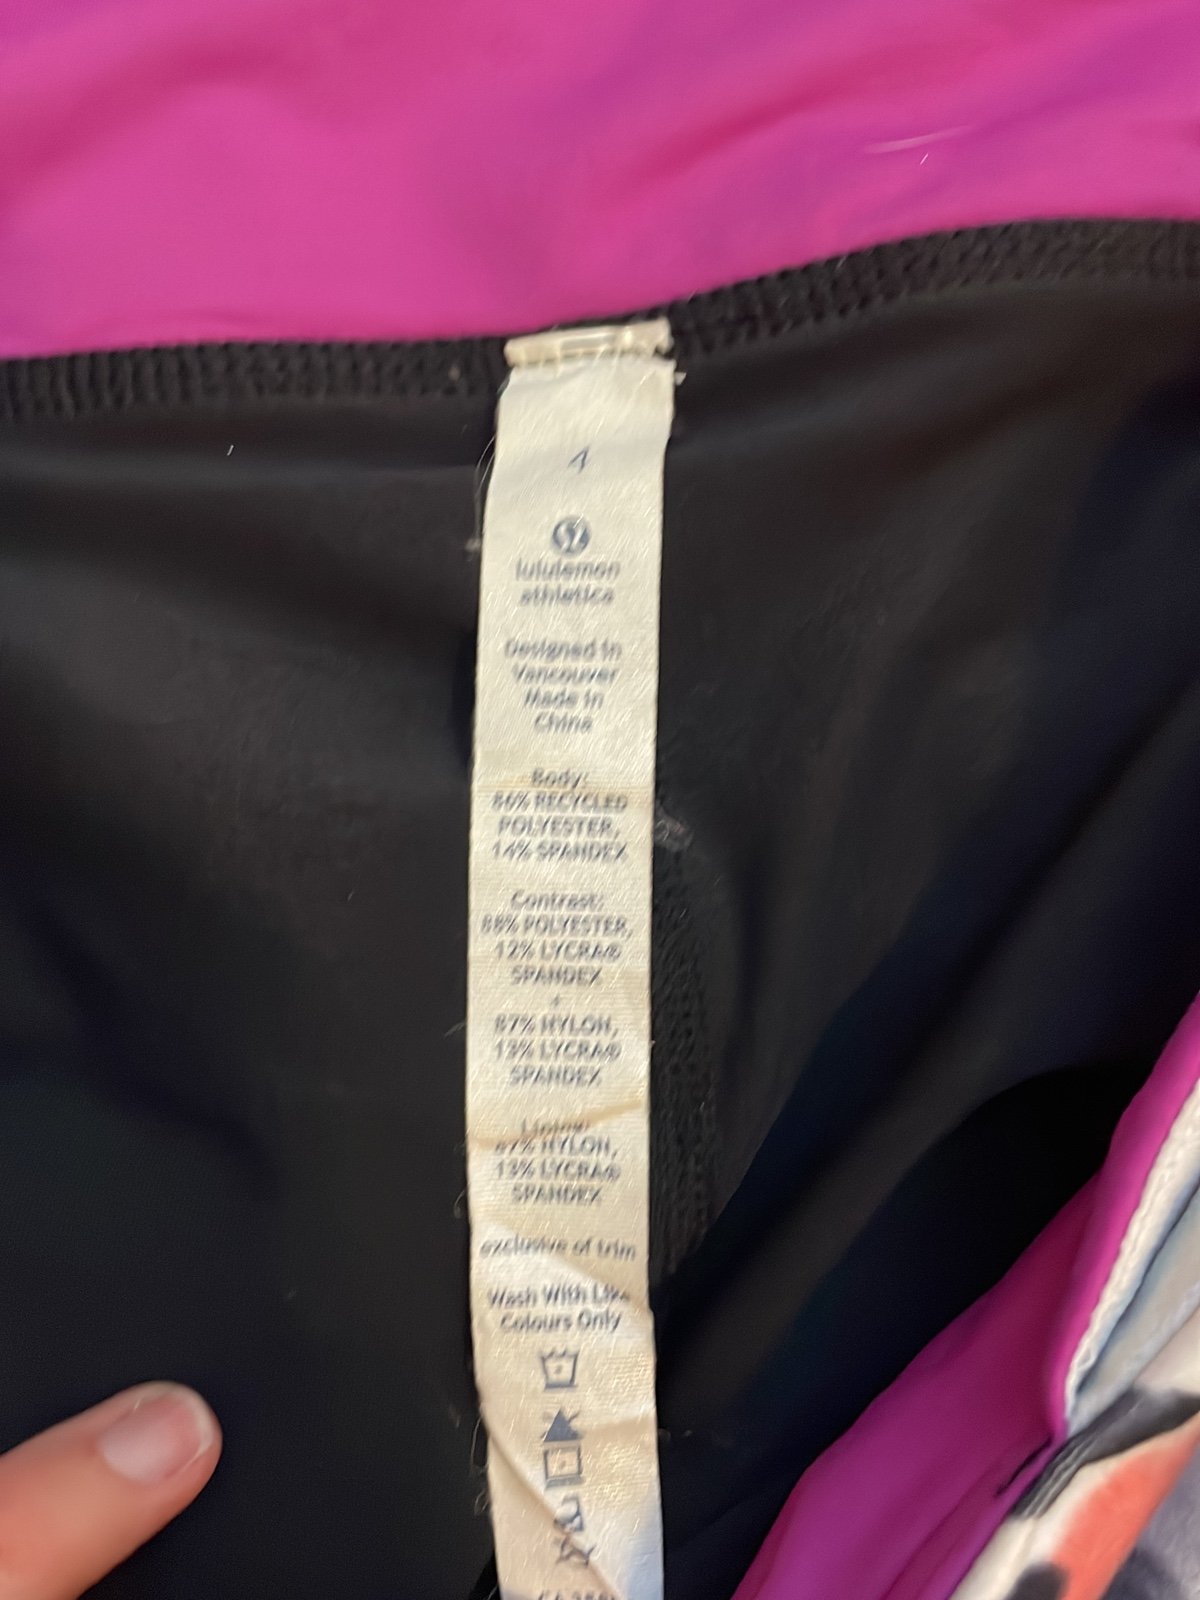 4
lululemon
athletica
Designed in
Vancouver
Made in
China
Body:
86% RECYCLED
POLYESTER,
14% SPANDEX
Contrast:
88% POLYESTER,
12% LYCRA®
SPANDEX
+
87% NYLON,
13% LYCRA®
SPANDEX
Lining:
87% NYLON,
13% LYCRA®
SPANDEX
exclusive of trim
Wash With Like
Colours Only